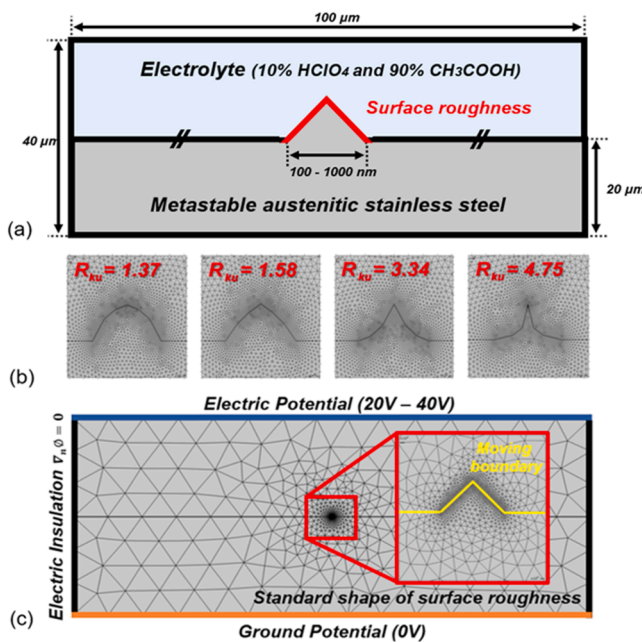 100 μm
(a)
Electrolyte (10% HClO₄ and 90% CH₃COOH)
Surface roughness
40 μm
100 - 1000 nm
20 μm
Metastable austenitic stainless steel
Rku = 1.37
Rku = 1.58
Rku = 3.34
Rku = 4.75
(b)
Electric Potential (20V – 40V)
Electric Insulation ∇ₙ∅ = 0
Moving
boundary
Standard shape of surface roughness
(c)
Ground Potential (0V)